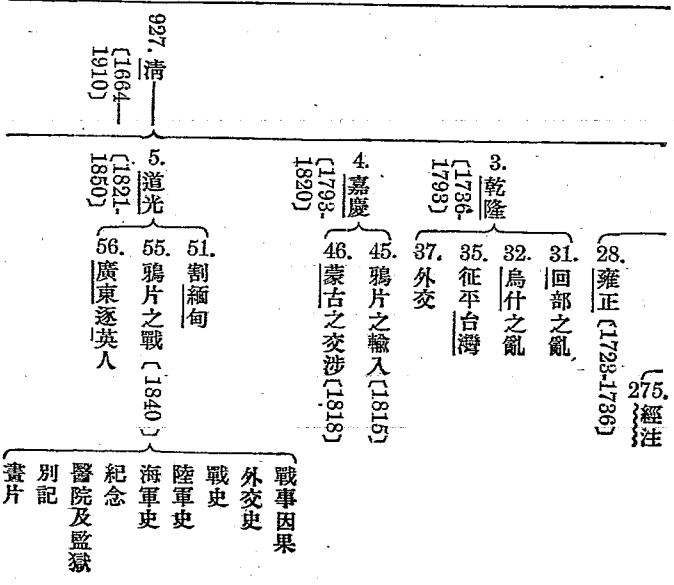 275. 經注
28. 雍正〔1723-1736〕
3. 乾隆
〔1736-
1793〕
31. 回部之亂
32. 烏什之亂
35. 征平台灣
37. 外交
4. 嘉慶
〔1793-
1820〕
45. 鴉片之輸入〔1815〕
46. 蒙古之交涉〔1818〕
927. 清
〔1664—
1910〕
5. 道光
〔1821-
1850〕
51. 割緬甸
55. 鴉片之戰〔1840〕
56. 廣東逐英人
戰事因果
外交史
戰史
陸軍史
海軍史
紀念
醫院及監獄
別記
畫片